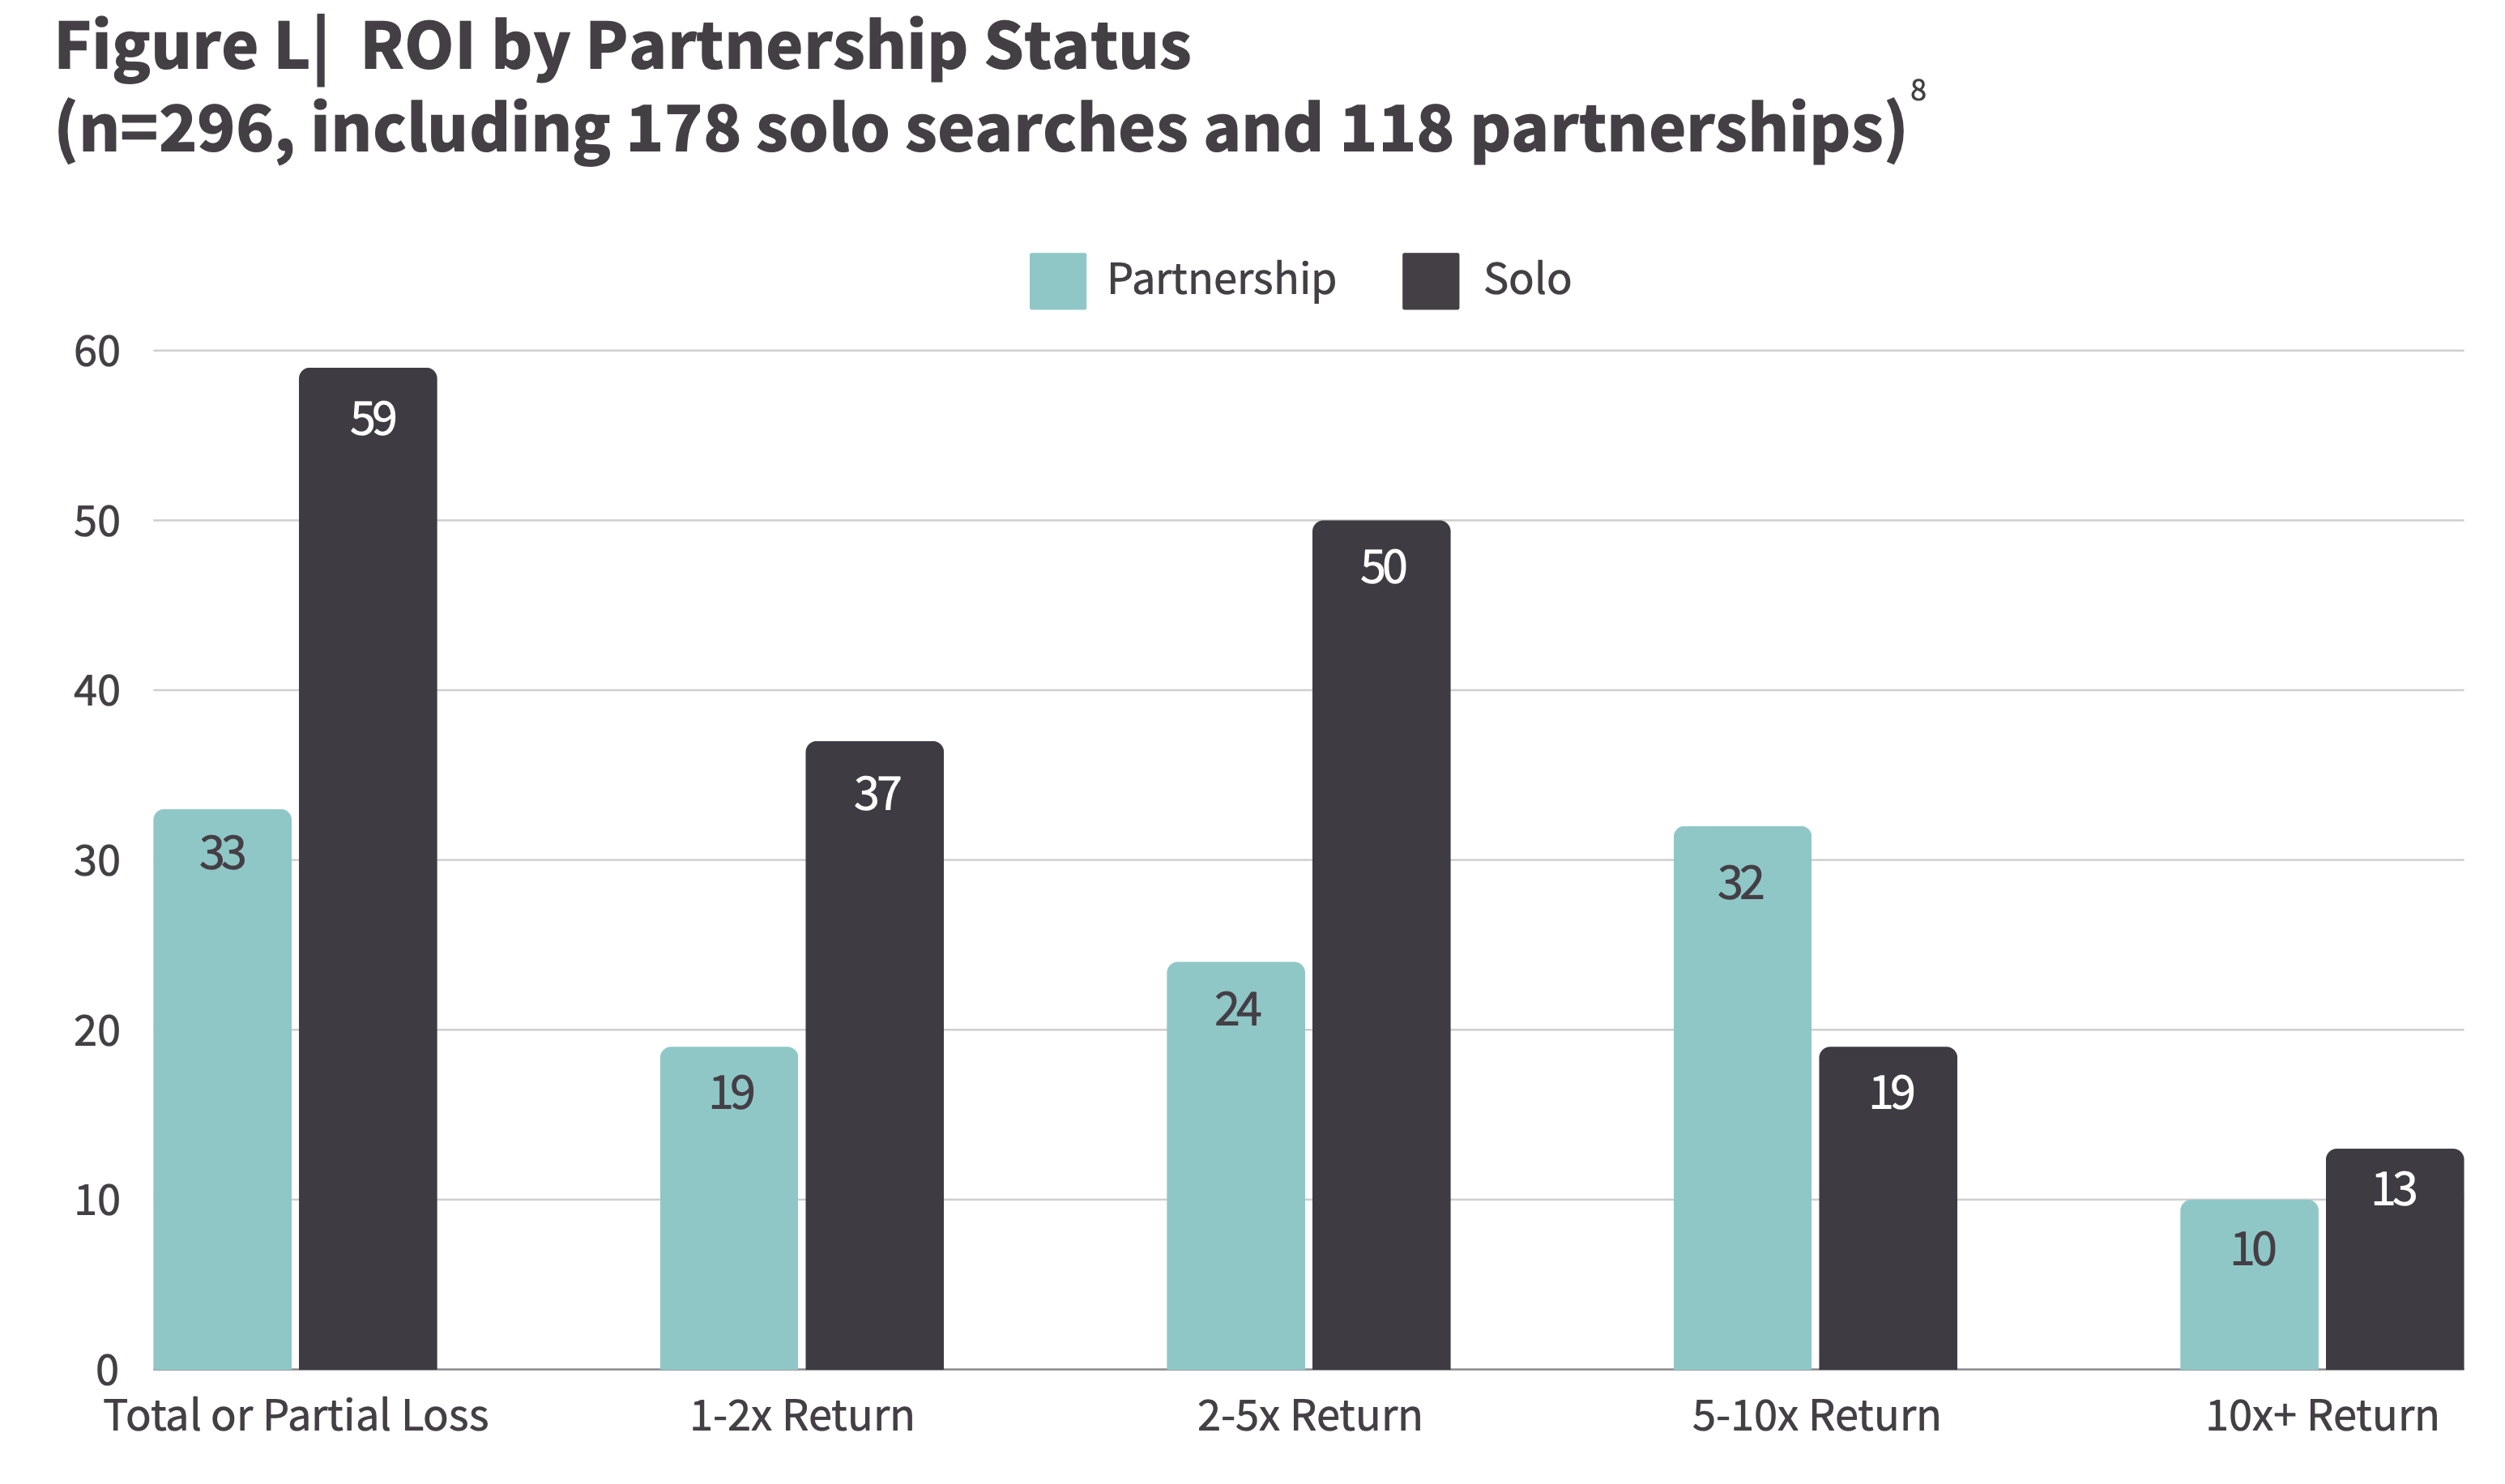 Figure L| ROI by Partnership Status
(n=296, including 178 solo searches and 118 partnerships)8
Partnership
Solo
60
50
40
30
20
10
0
33
59
19
37
24
50
32
19
10
13
Total or Partial Loss
1-2x Return
2-5x Return
5-10x Return
10x+ Return